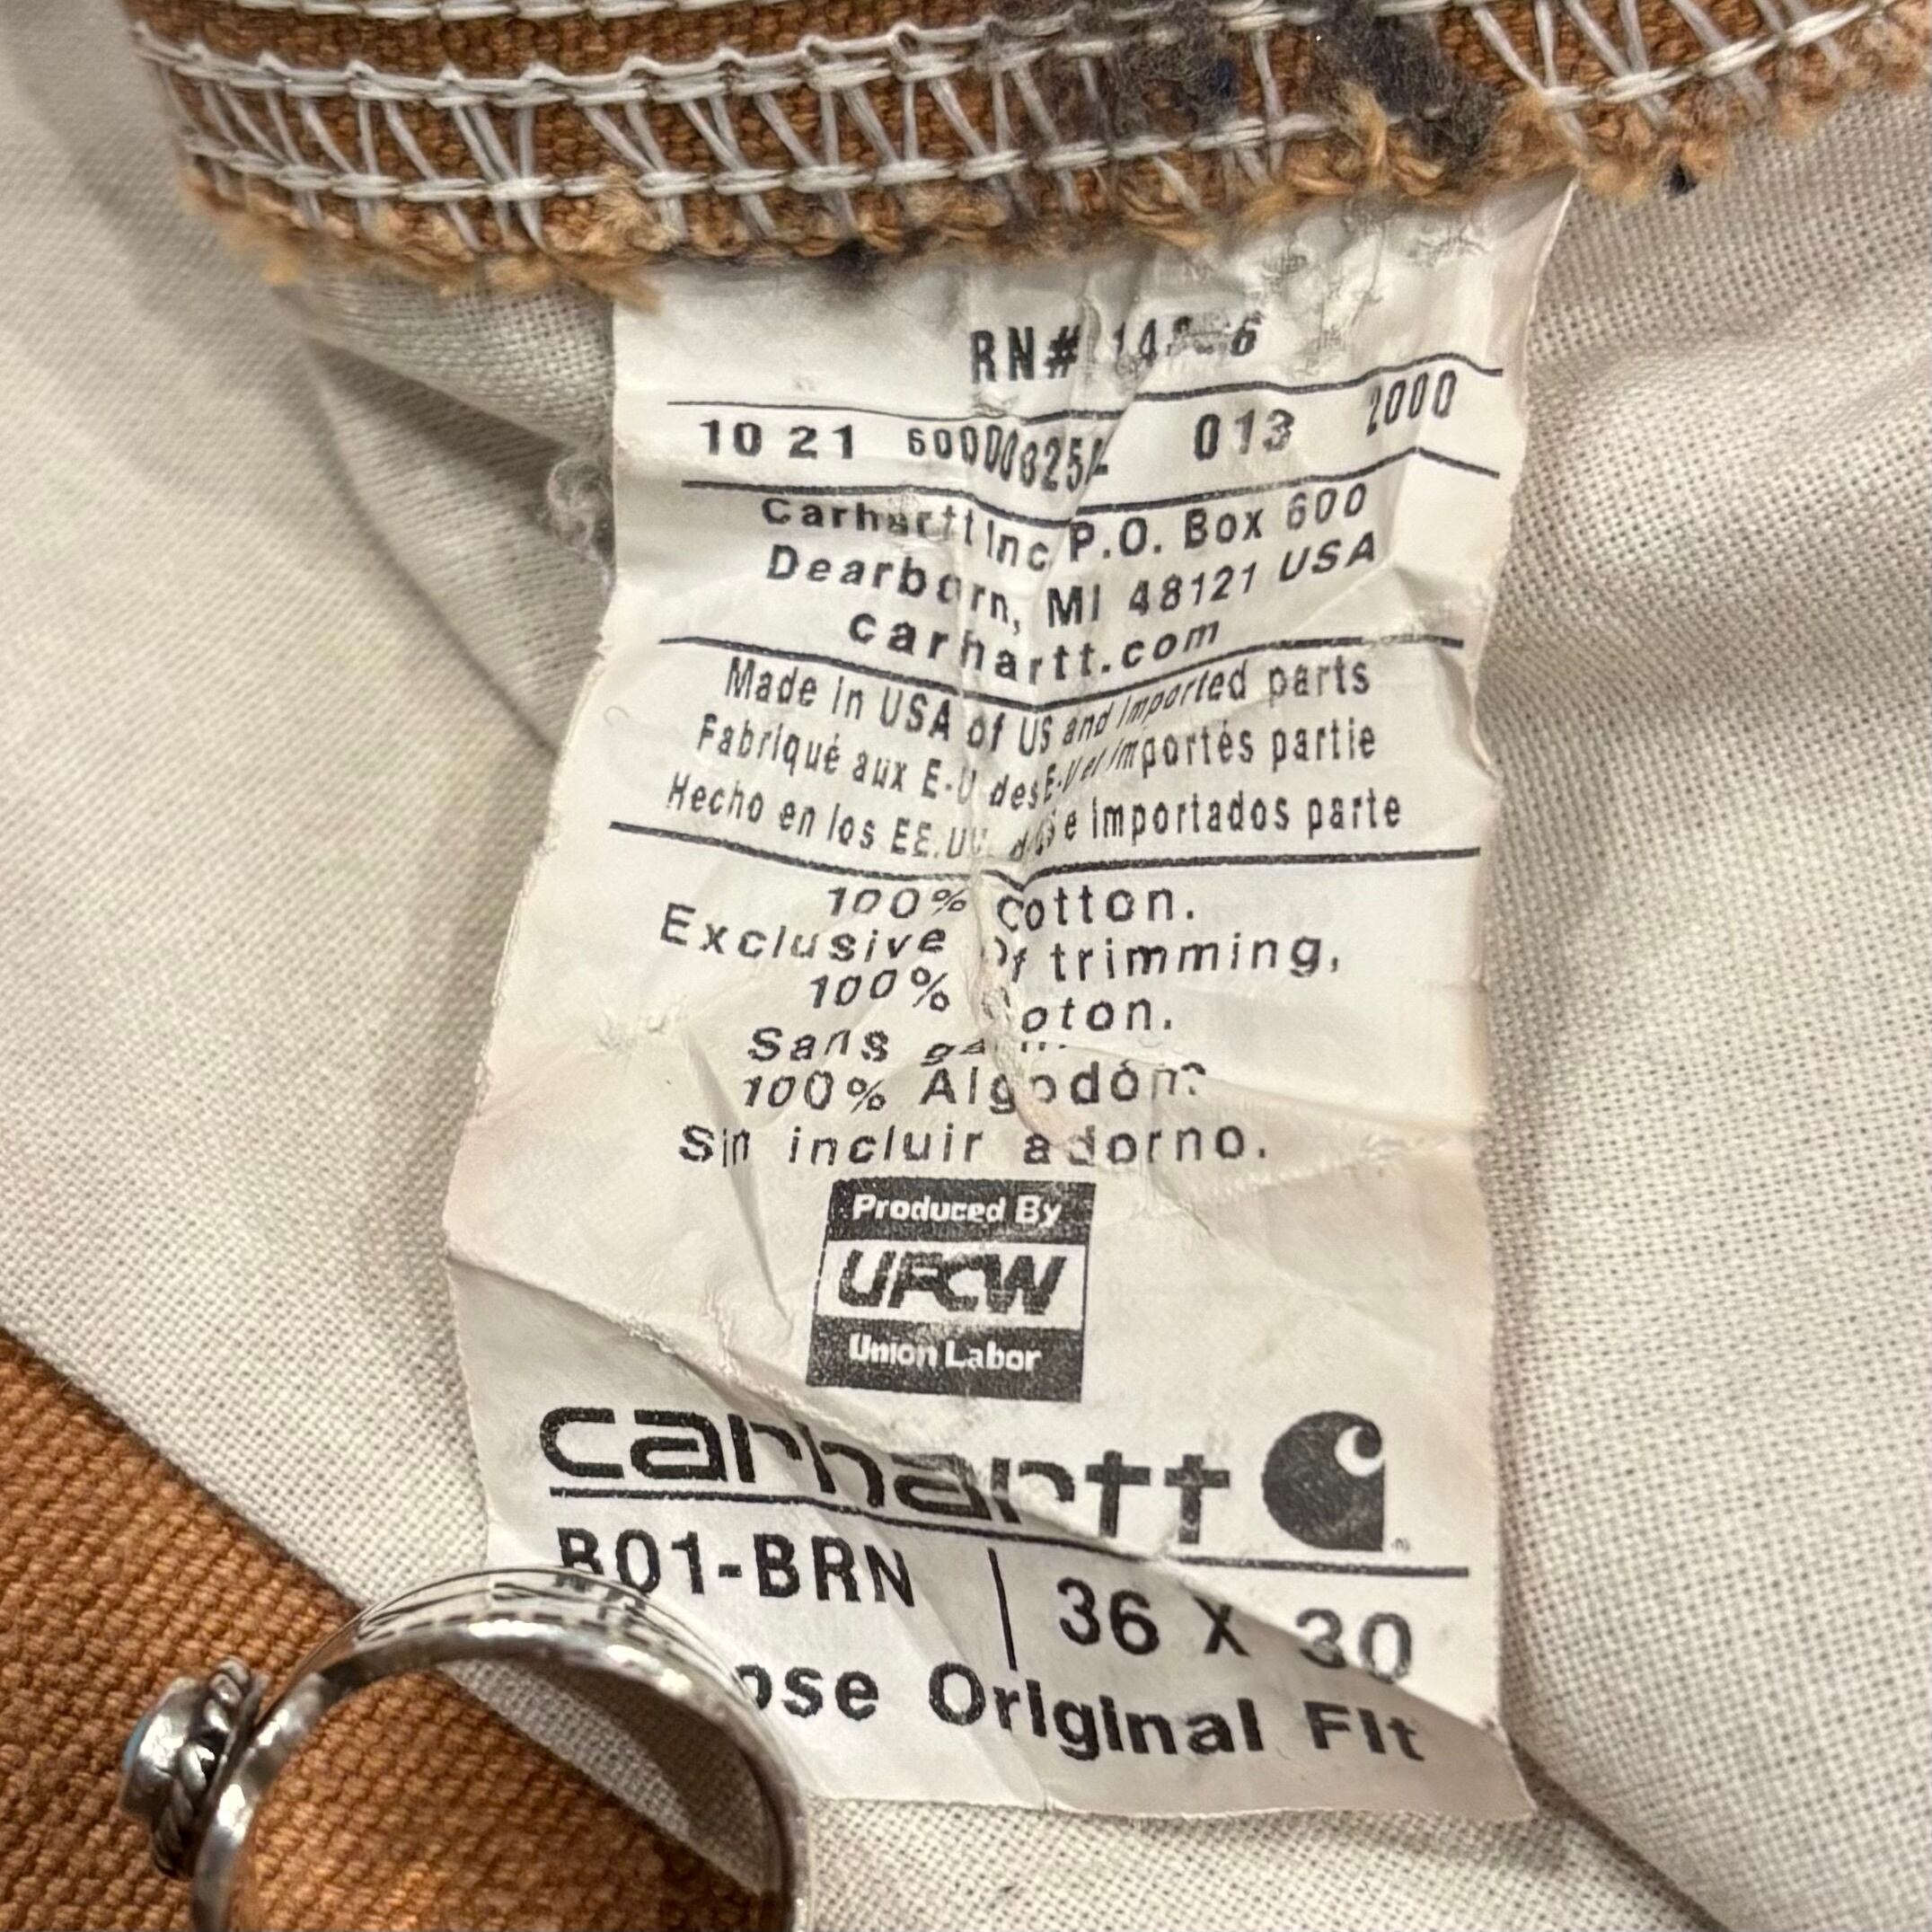 RN#
10 21 013 2000
Carhartt Inc P.O. Box 600
Dearborn, MI 48121 USA
carhartt.com
Made in USA of US and Imported parts
Fabriqué aux E-U des E-U et importés partie
Hecho en los EE.UU. e importados parte
100% Cotton.
Exclusive Of trimming,
100% Coton.
Sans
100% Algodón
Sin incluir adorno.
Produced By
UFCW
Union Labor
carhartt
B01-BRN | 36 X 30
Original Fit